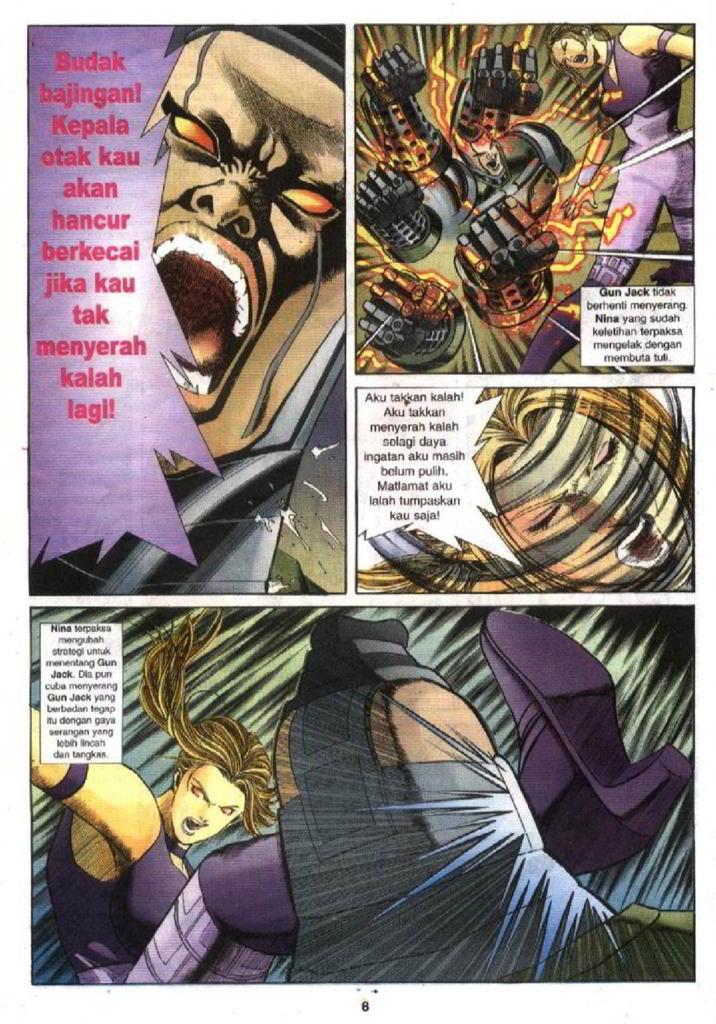 Budak
bajingan!
Kepala
otak kau
akan
hancur
berkecai
jika kau
tak
menyerah
kalah
lagi!
Gun Jack tidak
berhenti menyerang.
Nina yang sudah
keletihan terpaksa
mengelak dengan
membuta tuli.
Aku takkan kalah!
Aku takkan
menyerah kalah
selagi daya
ingatan aku masih
belum pulih.
Matlamat aku
ialah tumpaskan
kau saja!
Nina terpaksa
mengubah
strategi untuk
menentang Gun
Jack. Dia pun
cuba menyerang
Gun Jack yang
berbadan tegap
itu dengan gaya
serangan yang
lebih lincah
dan tangkas.
6